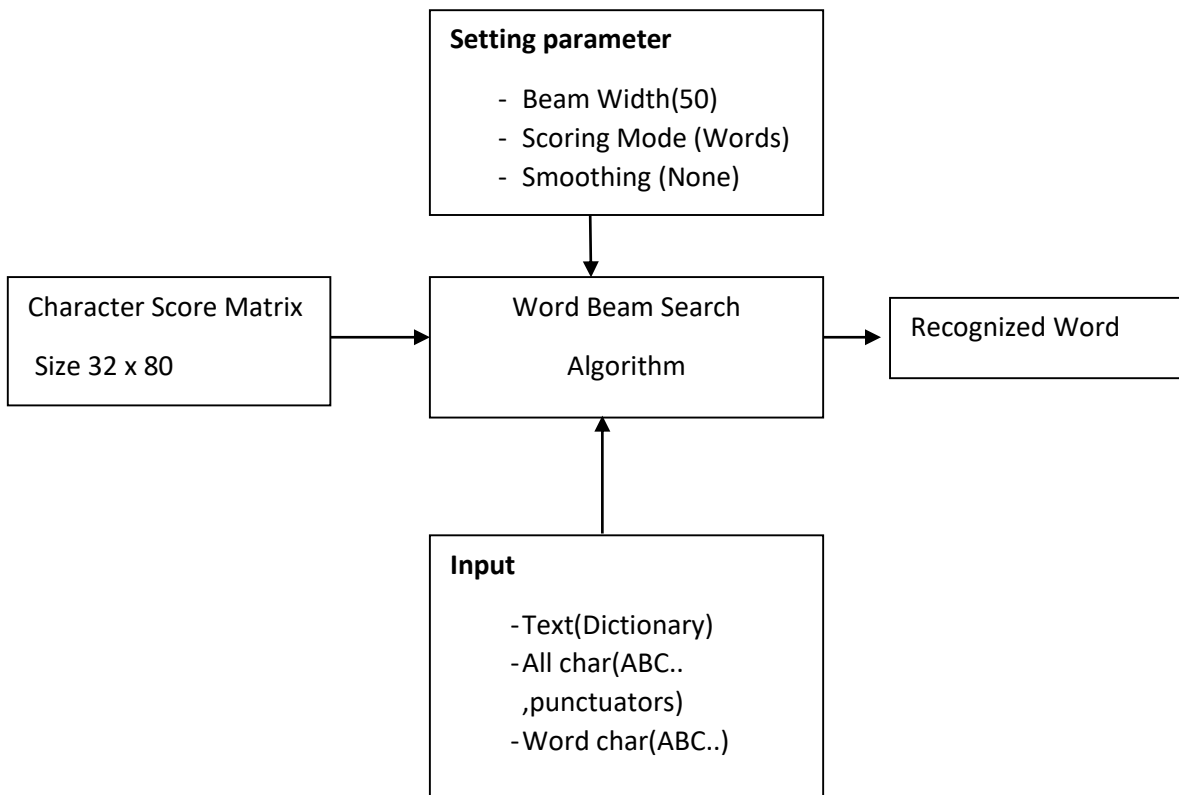 Setting parameter
- Beam Width(50)
- Scoring Mode (Words)
- Smoothing (None)
Character Score Matrix
Size 32 x 80
Word Beam Search
Algorithm
Recognized Word
Input
-Text(Dictionary)
-All char(ABC..
,punctuators)
-Word char(ABC..)